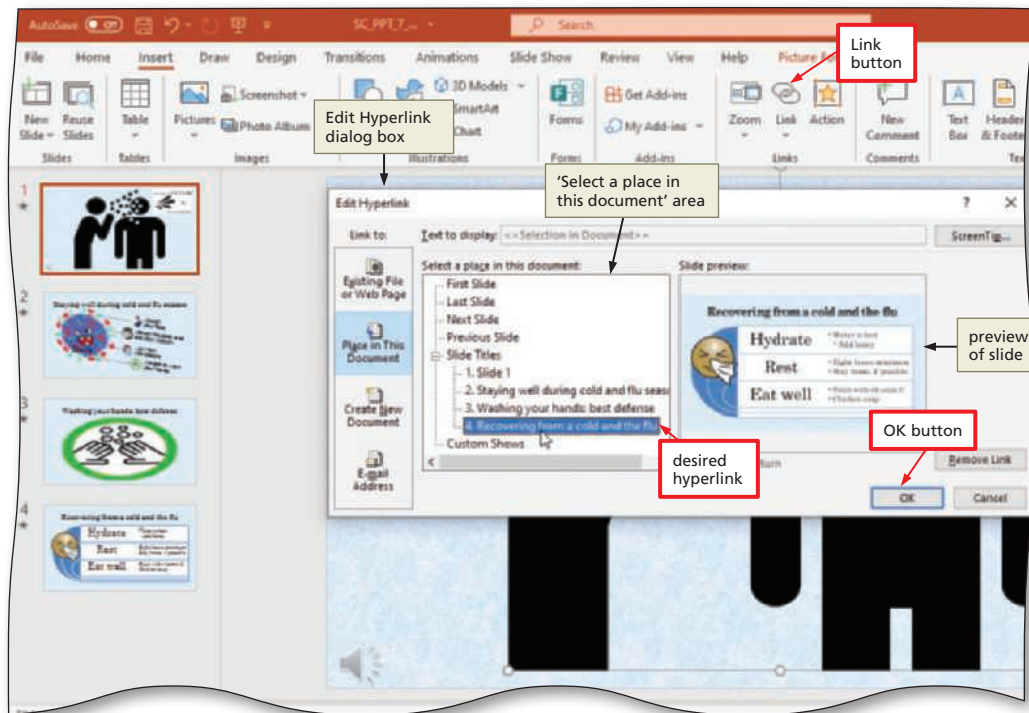 AutoSave Off SC_PPT_7_... Search
File Home Insert Draw Design Transitions Animations Slide Show Review View Help Picture Fo
Link button
New Slide Reuse Slides Table Pictures Screenshot Photo Album 3D Models SmartArt Chart Forms Get Add-ins My Add-ins Zoom Link Action New Comment Text Box Header & Foote
Slides Tables Images Illustrations Forms Add-ins Links Comments Tex
Edit Hyperlink dialog box
'Select a place in this document' area
1
2
Staying well during cold and flu season
3
Washing your hands: best defense
4
Recovering from a cold and the flu
Hydrate
Rest
Eat well
Edit Hyperlink ? ×
Link to: Text to display: <<Selection in Document>> ScreenTip...
Existing File or Web Page
Place in This Document
Create New Document
E-mail Address
Select a place in this document:
First Slide
Last Slide
Next Slide
Previous Slide
Slide Titles
1. Slide 1
2. Staying well during cold and flu seas
3. Washing your hands: best defense
4. Recovering from a cold and the flu
Custom Shows
Slide preview:
Recovering from a cold and the flu
Hydrate
Rest
Eat well
preview of slide
desired hyperlink
OK button
urn
Remove Link
OK Cancel